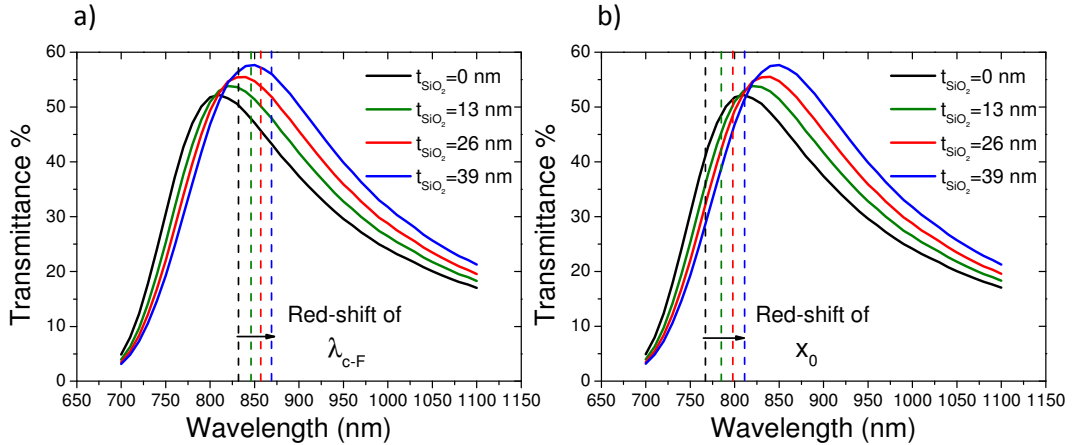 a)
60
50
40
30
20
10
0
Transmittance %
t_SiO₂=0 nm
t_SiO₂=13 nm
t_SiO₂=26 nm
t_SiO₂=39 nm
Red-shift of
λ_c-F
650 700 750 800 850 900 950 1000 1050 1100 1150
Wavelength (nm)
b)
60
50
40
30
20
10
0
Transmittance %
t_SiO₂=0 nm
t_SiO₂=13 nm
t_SiO₂=26 nm
t_SiO₂=39 nm
Red-shift of
x₀
650 700 750 800 850 900 950 1000 1050 1100 1150
Wavelength (nm)